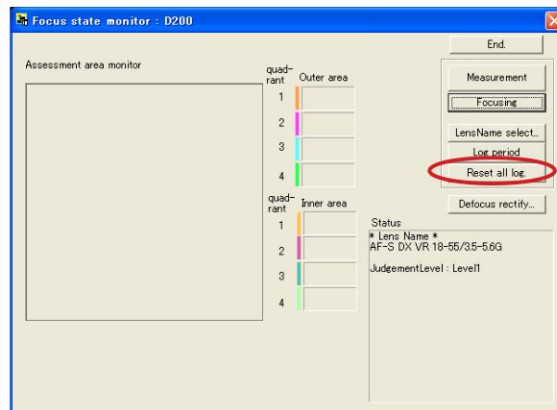 Focus state monitor : D200
End.
Assessment area monitor
quad-
rant
Outer area
1
2
3
4
quad-
rant
Inner area
1
2
3
4
Measurement
Focusing
LensName select...
Log period
Reset all log.
Defocus rectify...
Status
* Lens Name *
AF-S DX VR 18-55/3.5-5.6G
JudgementLevel : Level1